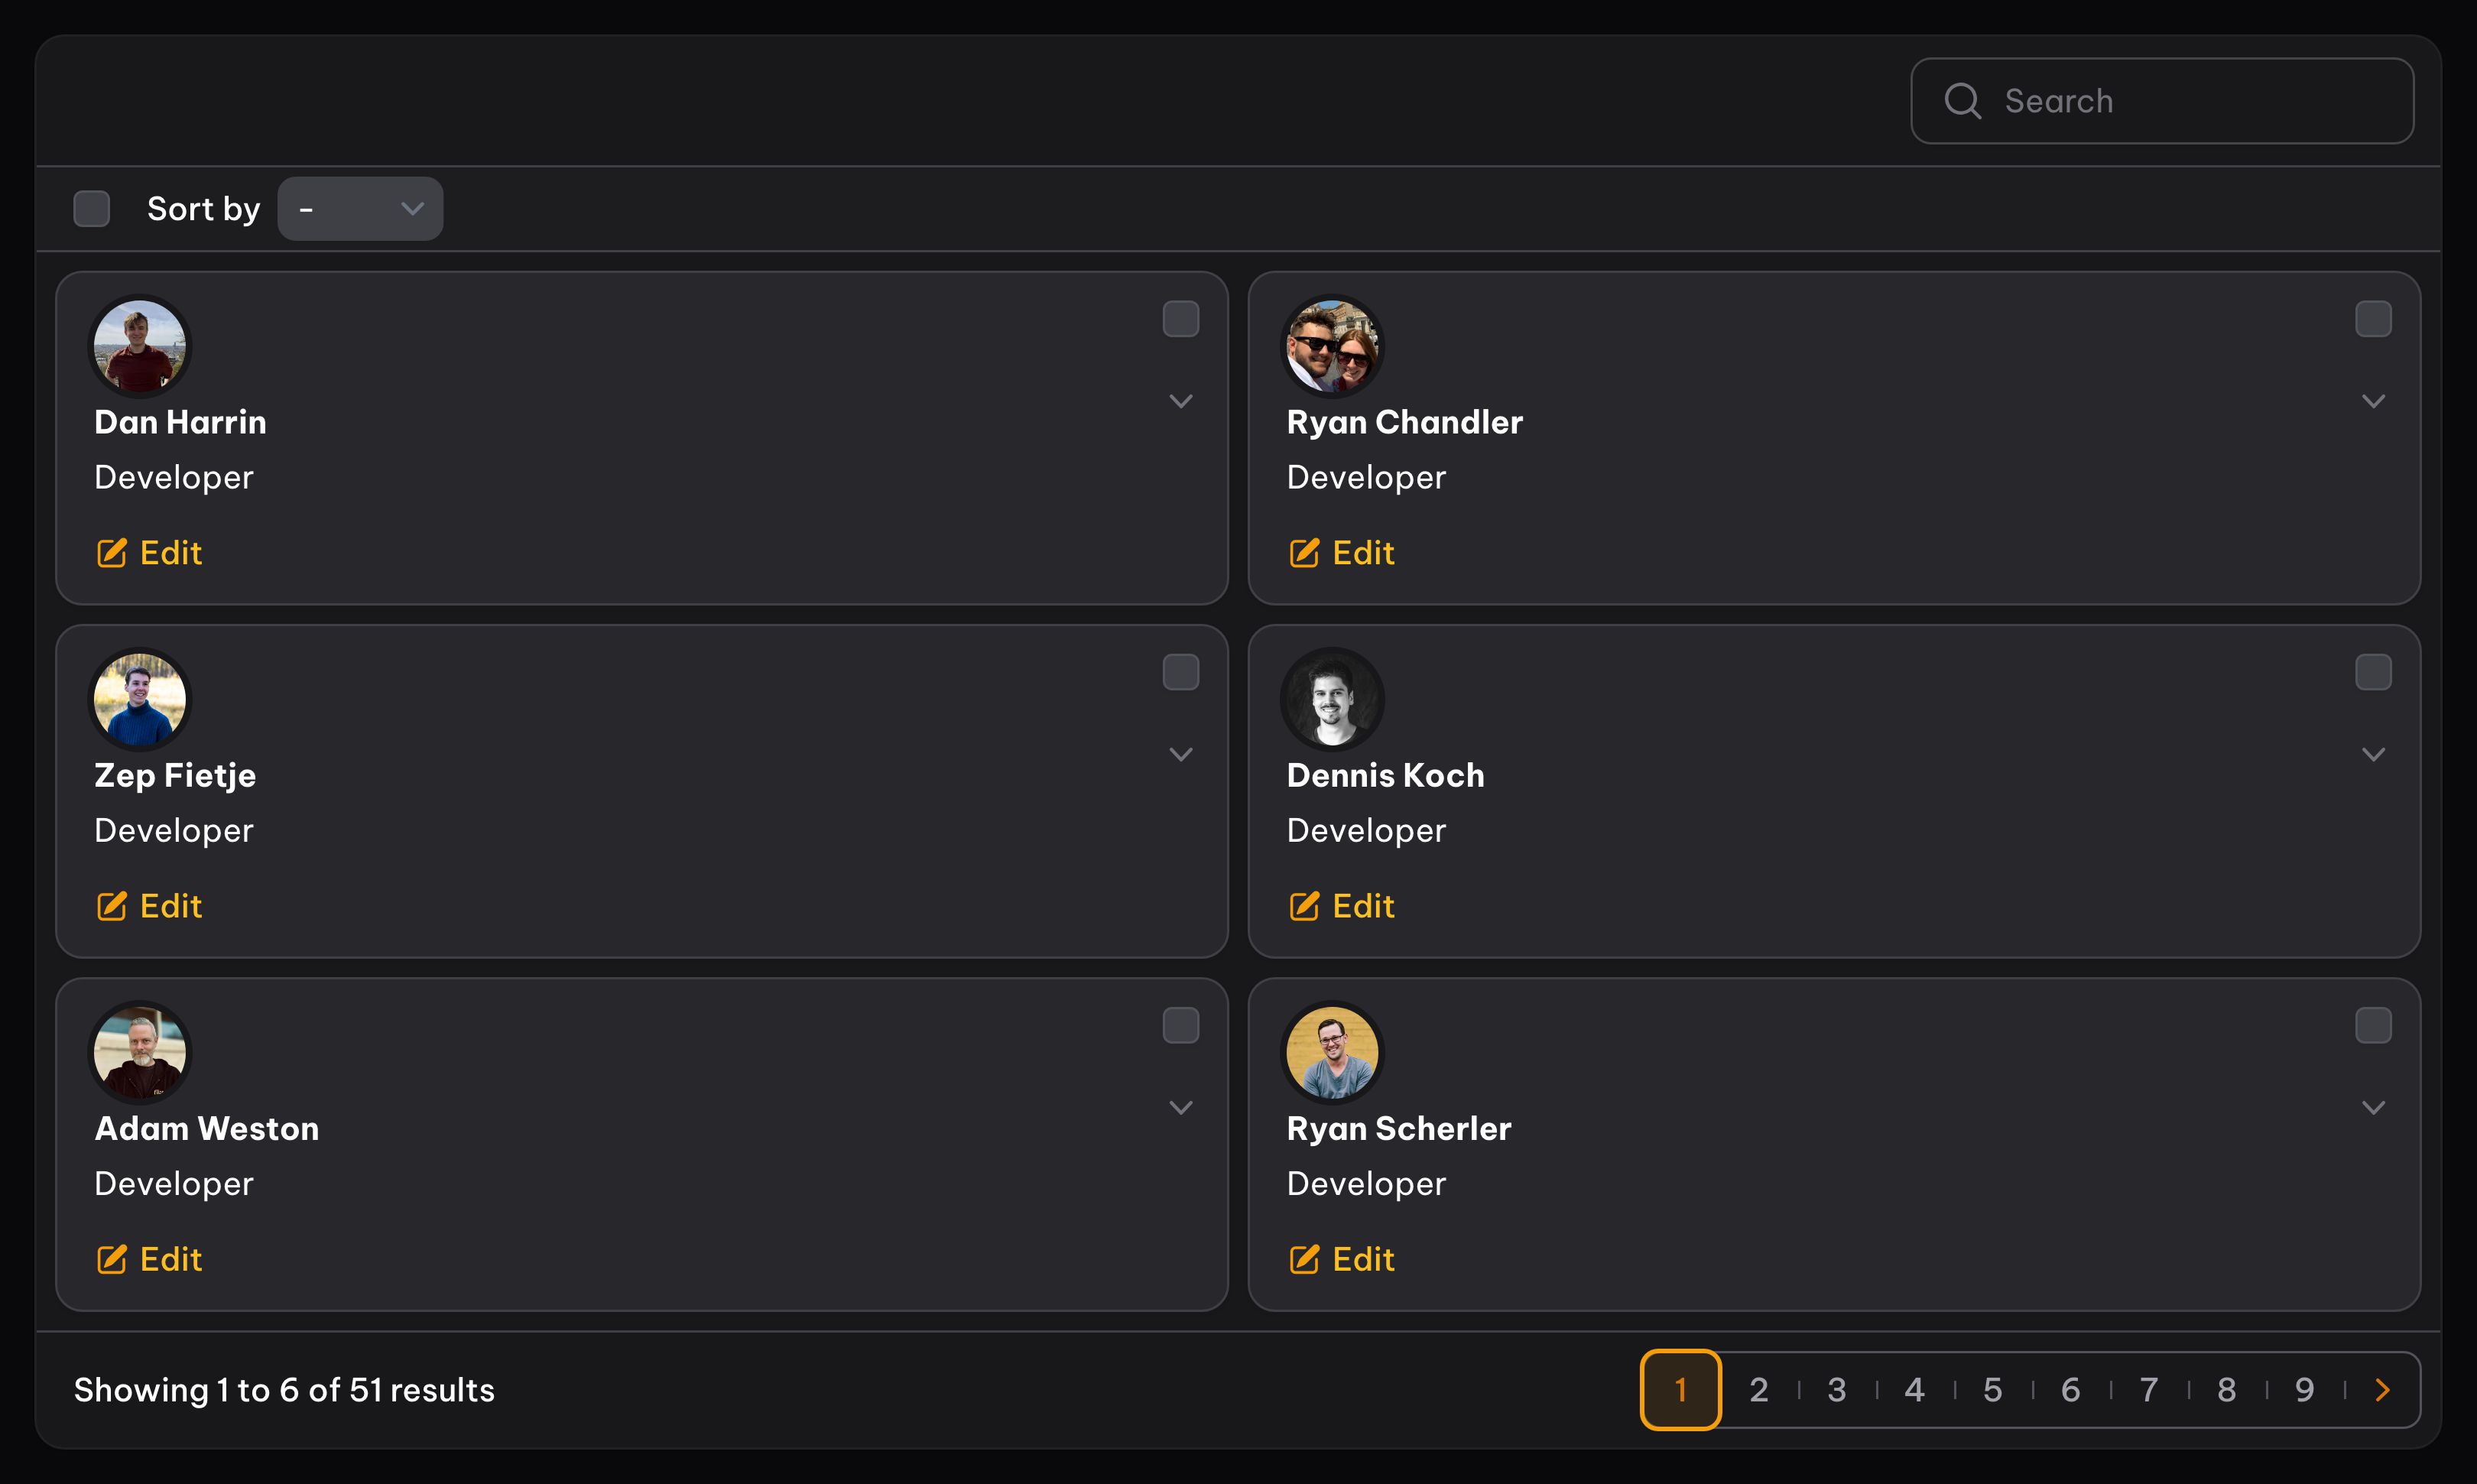 Search
Sort by -
Dan Harrin
Developer
Edit
Ryan Chandler
Developer
Edit
Zep Fietje
Developer
Edit
Dennis Koch
Developer
Edit
Adam Weston
Developer
Edit
Ryan Scherler
Developer
Edit
Showing 1 to 6 of 51 results
1 2 3 4 5 6 7 8 9